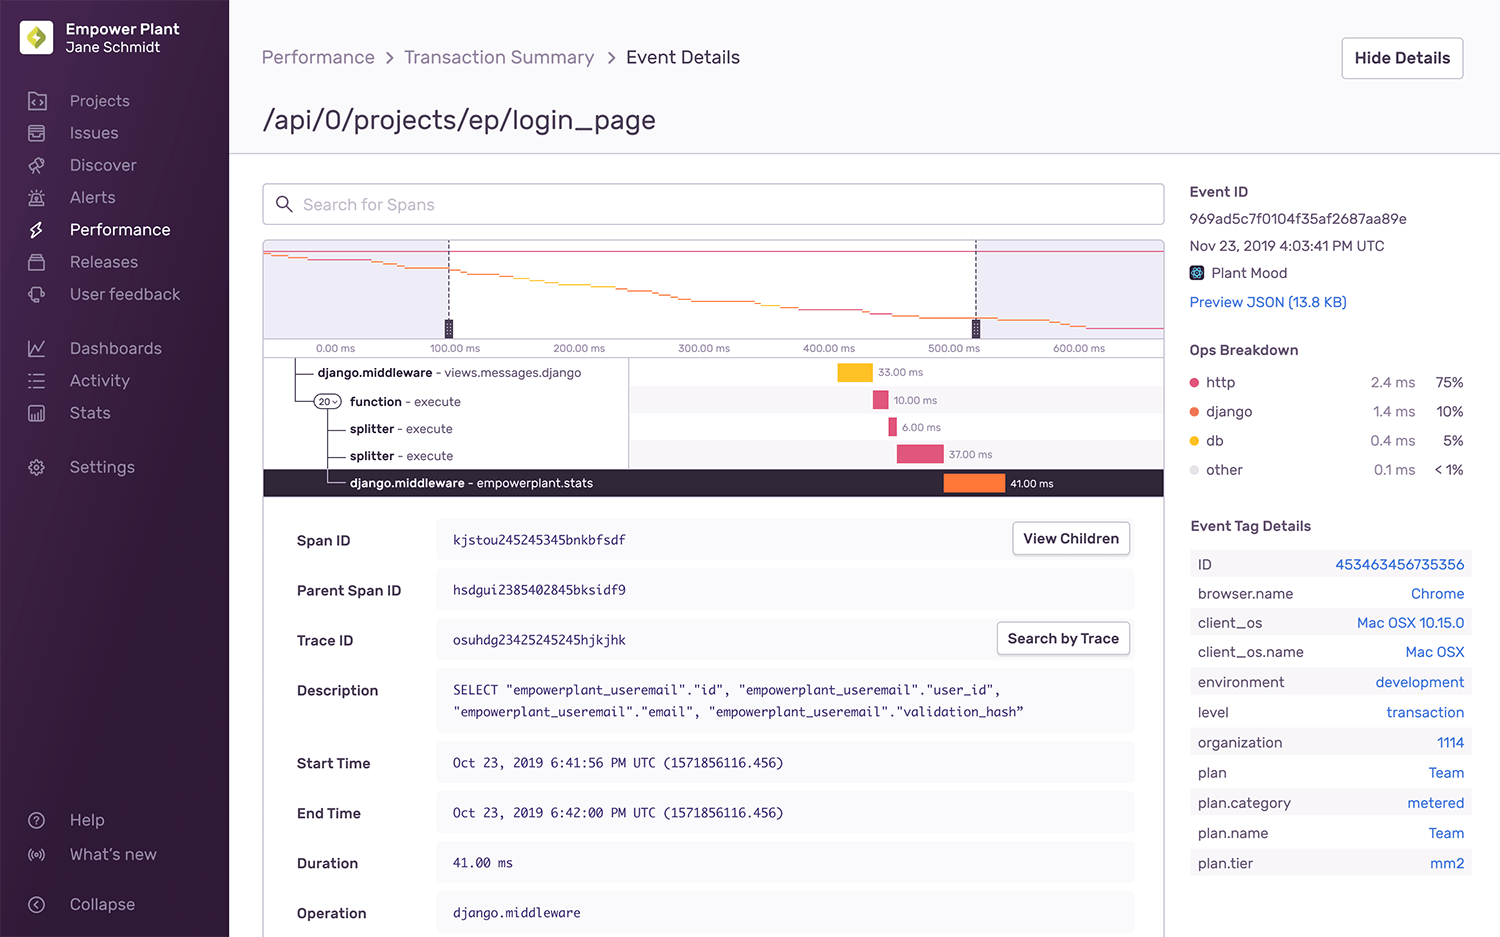 Empower Plant
Jane Schmidt
Projects
Issues
Discover
Alerts
Performance
Releases
User feedback
Dashboards
Activity
Stats
Settings
Help
What's new
Collapse
Performance > Transaction Summary > Event Details
Hide Details
/api/0/projects/ep/login_page
Search for Spans
0.00 ms 100.00 ms 200.00 ms 300.00 ms 400.00 ms 500.00 ms 600.00 ms
django.middleware - views.messages.django 33.00 ms
20 function - execute 10.00 ms
splitter - execute 6.00 ms
splitter - execute 37.00 ms
django.middleware - empowerplant.stats 41.00 ms
Span ID kjstou245245345bnkbfsdf View Children
Parent Span ID hsdgui2385402845bksidf9
Trace ID osuhdg23425245245hjkjhk Search by Trace
Description SELECT "empowerplant_useremail"."id", "empowerplant_useremail"."user_id",
"empowerplant_useremail"."email", "empowerplant_useremail"."validation_hash”
Start Time Oct 23, 2019 6:41:56 PM UTC (1571856116.456)
End Time Oct 23, 2019 6:42:00 PM UTC (1571856116.456)
Duration 41.00 ms
Operation django.middleware
Event ID
969ad5c7f0104f35af2687aa89e
Nov 23, 2019 4:03:41 PM UTC
Plant Mood
Preview JSON (13.8 KB)
Ops Breakdown
http 2.4 ms 75%
django 1.4 ms 10%
db 0.4 ms 5%
other 0.1 ms < 1%
Event Tag Details
ID 453463456735356
browser.name Chrome
client_os Mac OSX 10.15.0
client_os.name Mac OSX
environment development
level transaction
organization 1114
plan Team
plan.category metered
plan.name Team
plan.tier mm2